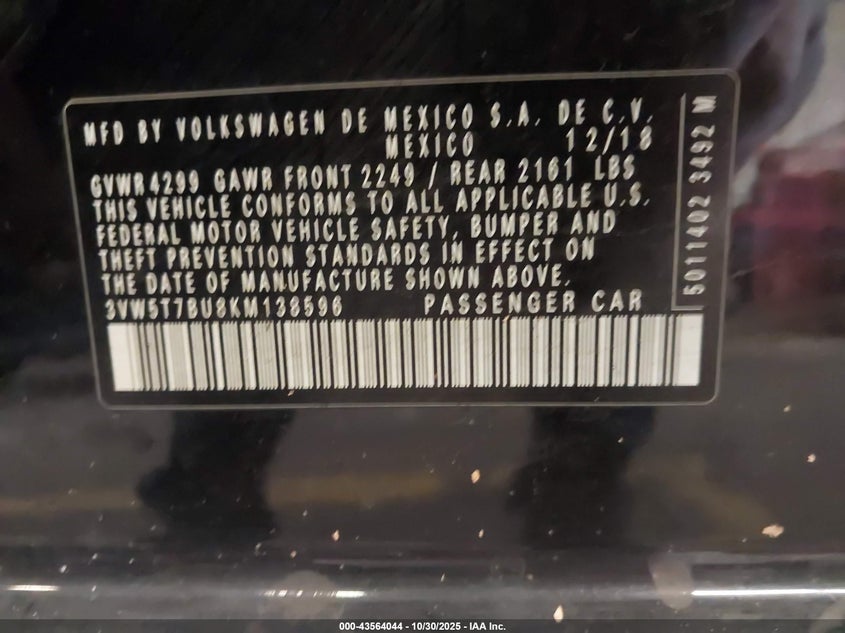 MFD BY VOLKSWAGEN DE MEXICO S.A. DE C.V.
MEXICO 12/18
GVWR 4299 GAWR FRONT 2249 / REAR 2161 LBS
THIS VEHICLE CONFORMS TO ALL APPLICABLE U.S.
FEDERAL MOTOR VEHICLE SAFETY, BUMPER AND
THEFT PREVENTION STANDARDS IN EFFECT ON
THE DATE OF MANUFACTURE SHOWN ABOVE.
3VW5T7BU8KM138596 PASSENGER CAR
5011402 3492 M
000-43564044 | 10/30/2025 - IAA Inc.